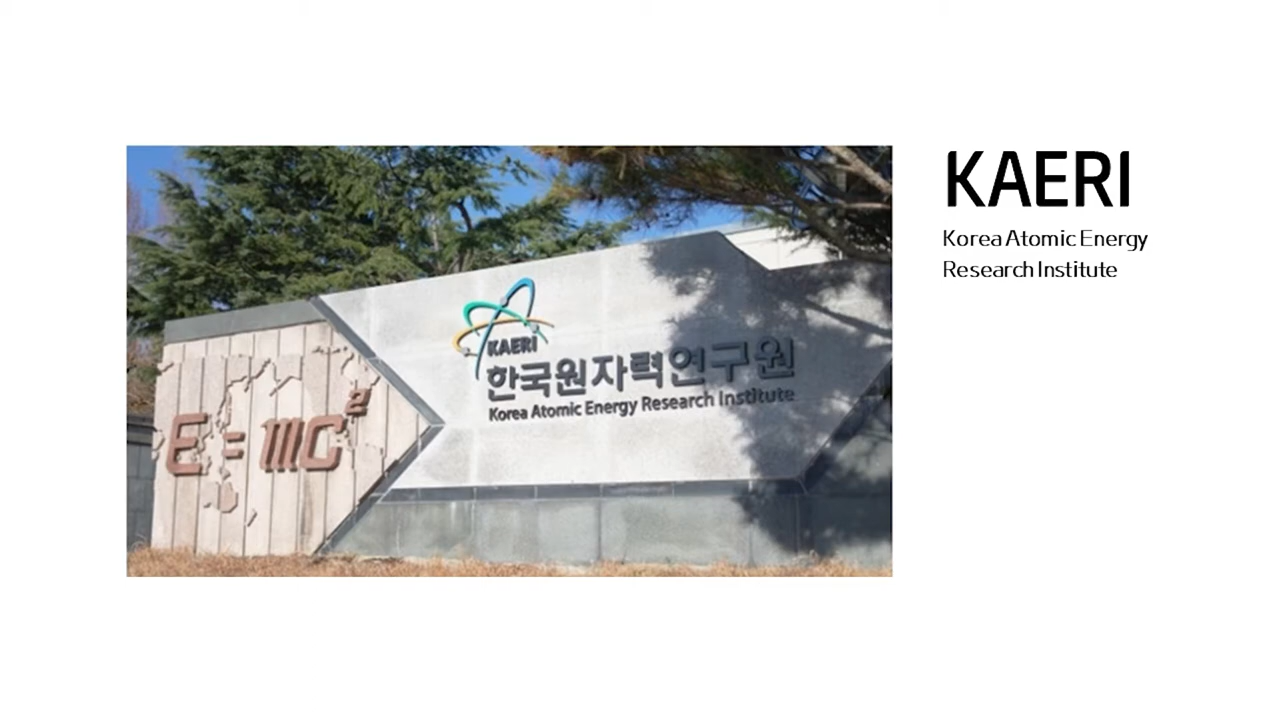 E=mc²
KAERI
한국원자력연구원
Korea Atomic Energy Research Institute
KAERI
Korea Atomic Energy
Research Institute